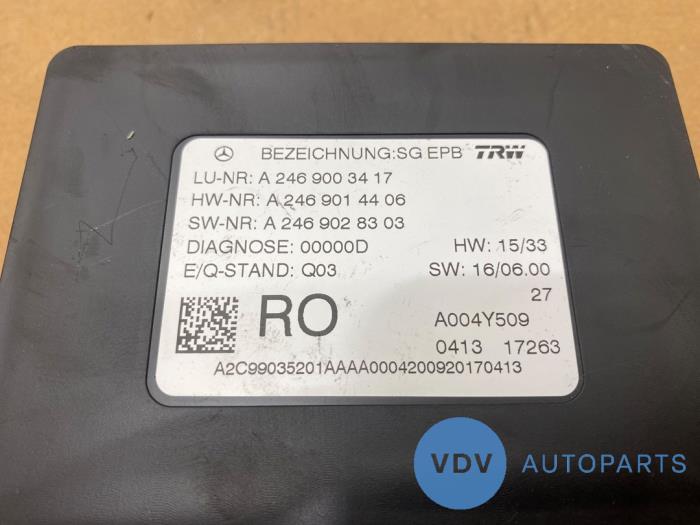 BEZEICHNUNG:SG EPB TRW
LU-NR: A 246 900 34 17
HW-NR: A 246 901 44 06
SW-NR: A 246 902 83 03
DIAGNOSE: 00000D HW: 15/33
E/Q-STAND: Q03 SW: 16/06.00
27
RO A004Y509
0413 17263
A2C99035201AAAA0004200920170413
VDV AUTOPARTS